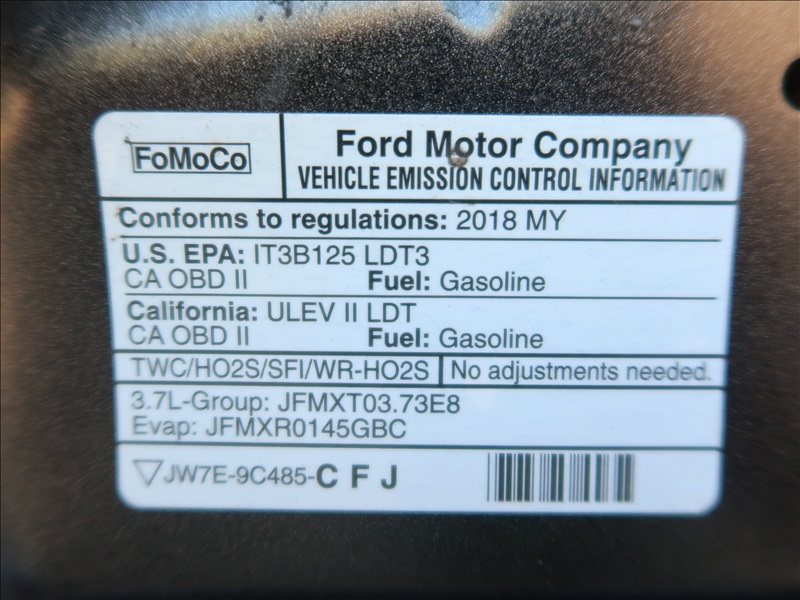 FoMoCo
Ford Motor Company
VEHICLE EMISSION CONTROL INFORMATION
Conforms to regulations: 2018 MY
U.S. EPA: IT3B125 LDT3
CA OBD II Fuel: Gasoline
California: ULEV II LDT
CA OBD II Fuel: Gasoline
TWC/HO2S/SFI/WR-HO2S No adjustments needed.
3.7L-Group: JFMXT03.73E8
Evap: JFMXR0145GBC
JW7E-9C485-C F J